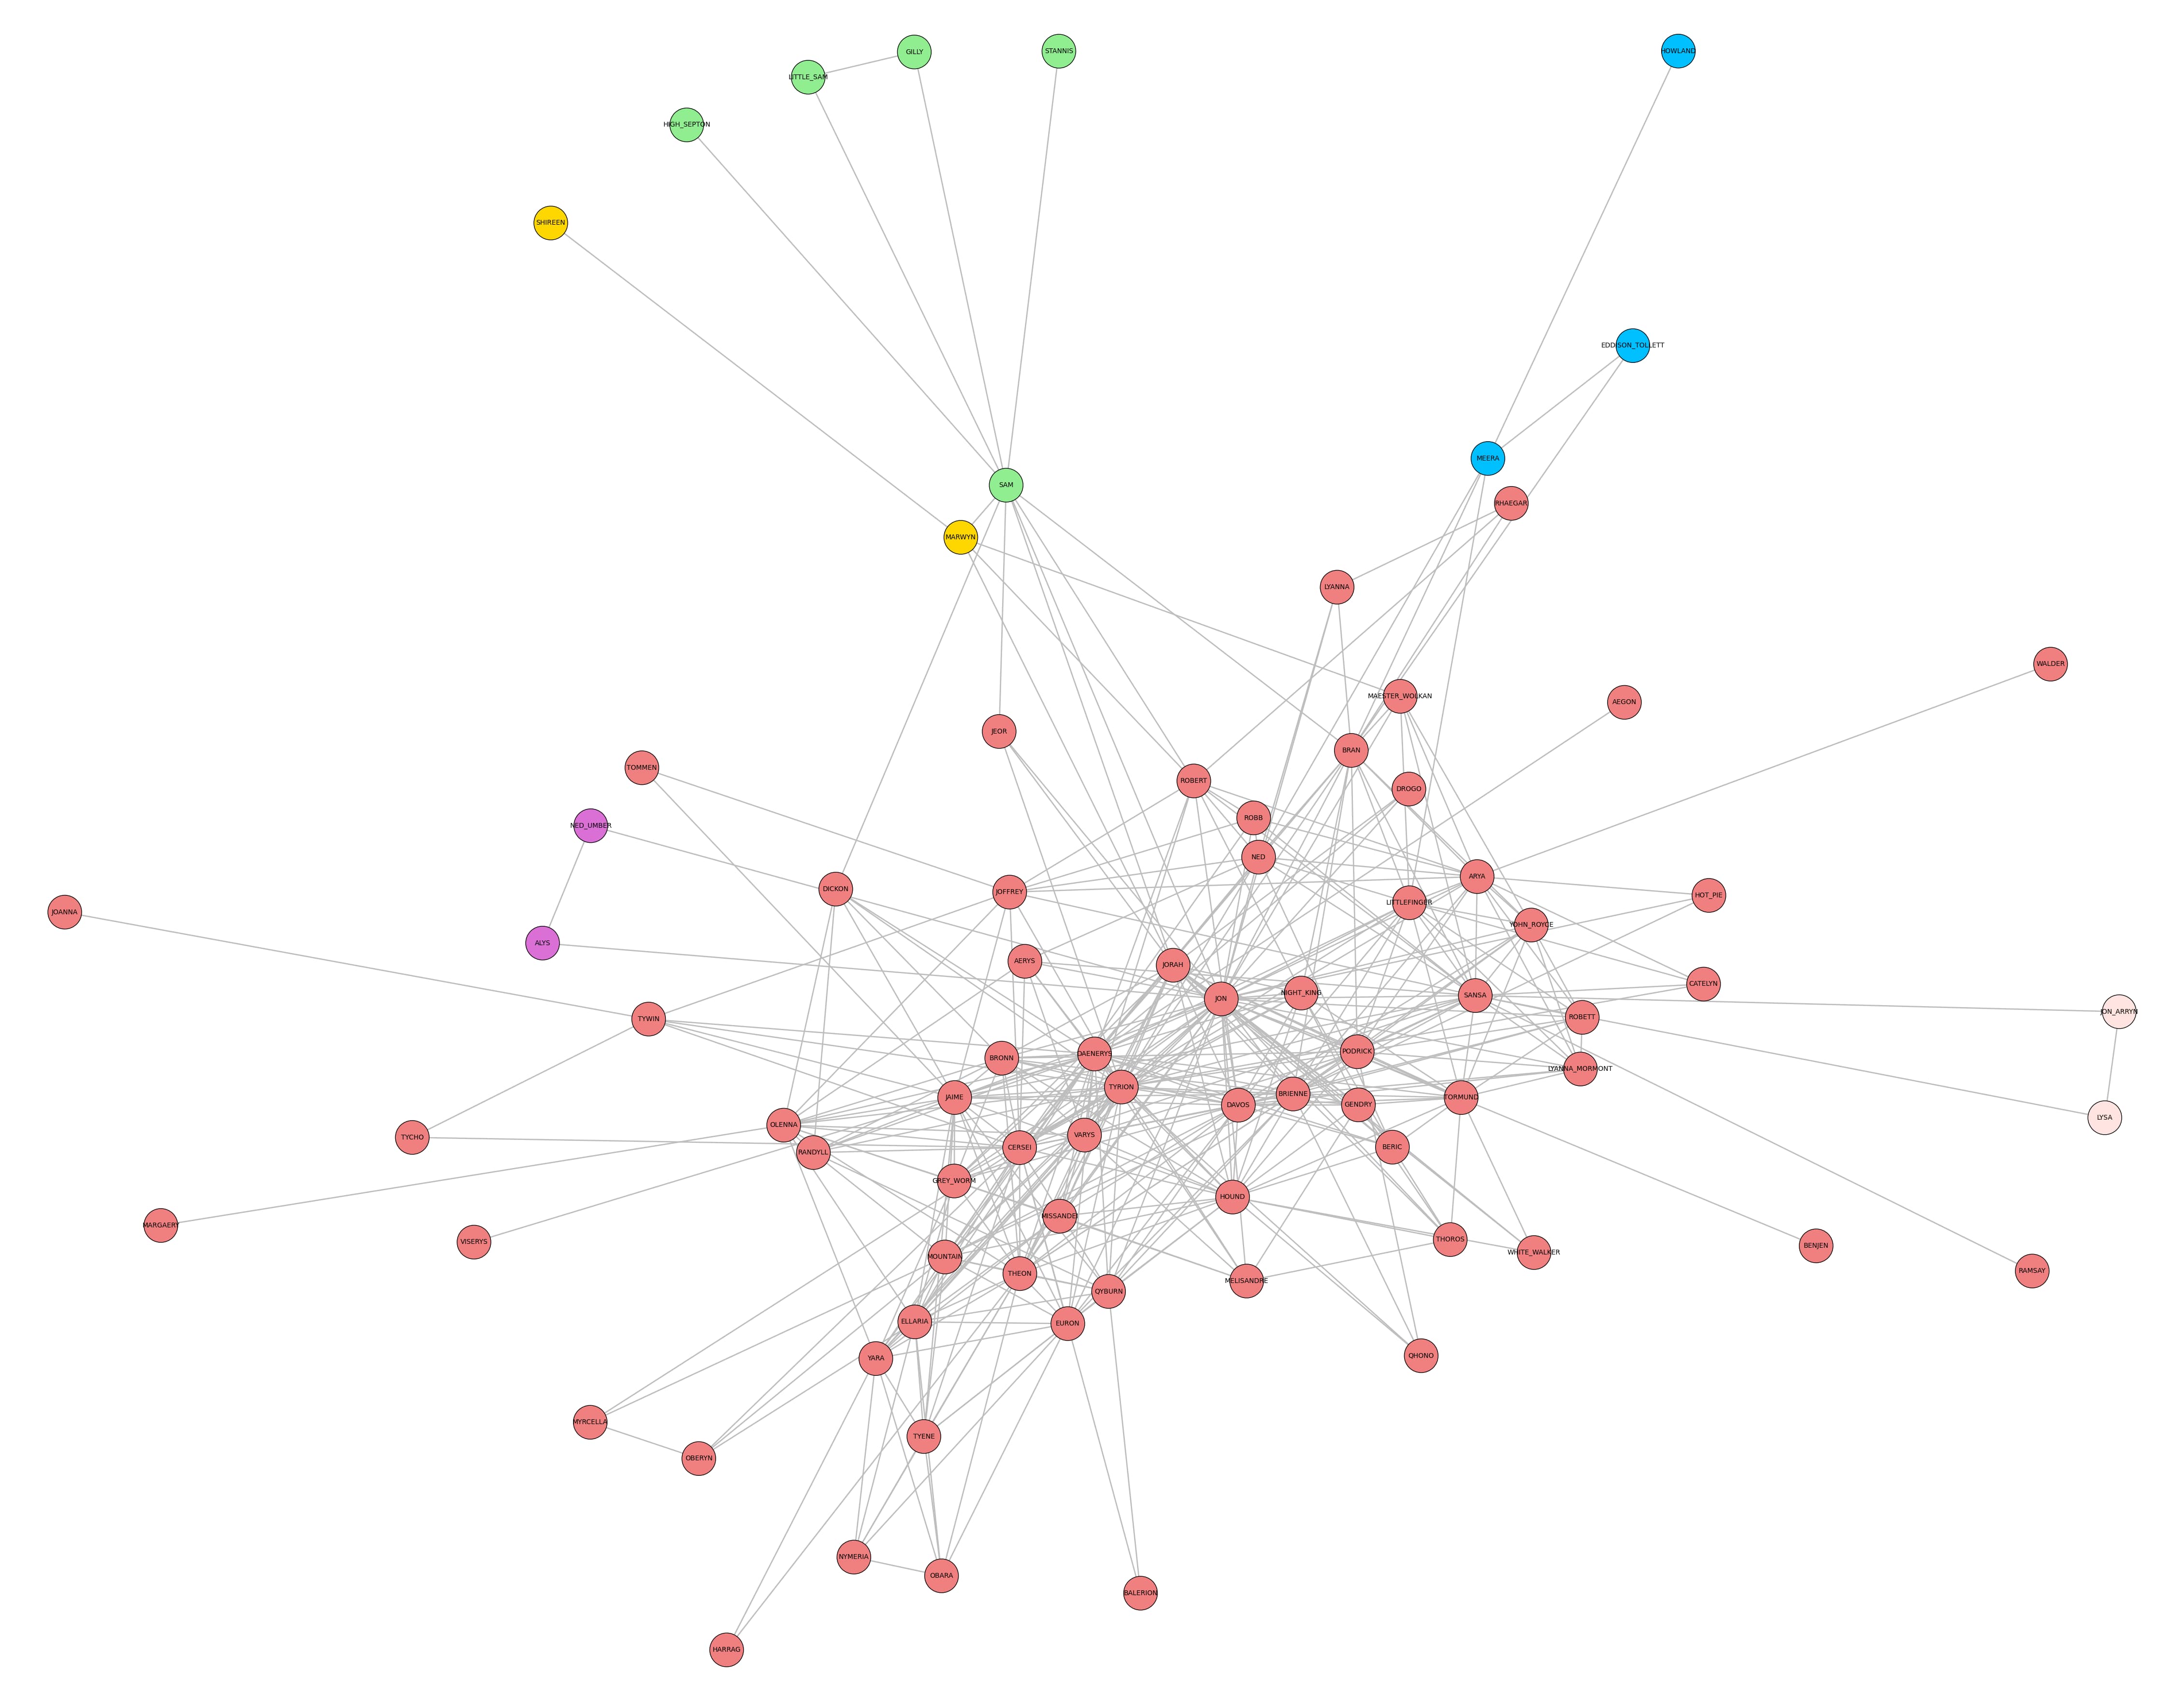 HOWLAND
STANNIS
GILLY
LITTLE_SAM
HIGH_SEPTON
SHIREEN
EDDISON_TOLLETT
MEERA
SAM
RHAEGAR
MARWYN
LYANNA
WALDER
MAESTER_WOLKAN
AEGON
JEOR
BRAN
TOMMEN
ROBERT
DROGO
ROBB
NED_UMBER
NED
ARYA
DICKON
JOFFREY
HOT_PIE
LITTLEFINGER
JOANNA
YOHN_ROYCE
ALYS
AERYS
JORAH
CATELYN
NIGHT_KING
SANSA
JON
JON_ARRYN
ROBETT
TYWIN
PODRICK
DAENERYS
BRONN
LYANNA_MORMONT
TYRION
BRIENNE
JAIME
TORMUND
DAVOS
GENDRY
LYSA
OLENNA
VARYS
TYCHO
CERSEI
BERIC
RANDYLL
GREY_WORM
HOUND
MISSANDEI
MARGAERY
THOROS
VISERYS
BENJEN
WHITE_WALKER
MOUNTAIN
RAMSAY
THEON
MELISANDRE
QYBURN
ELLARIA
EURON
QHONO
YARA
MYRCELLA
TYENE
OBERYN
NYMERIA
OBARA
BALERION
HARRAG